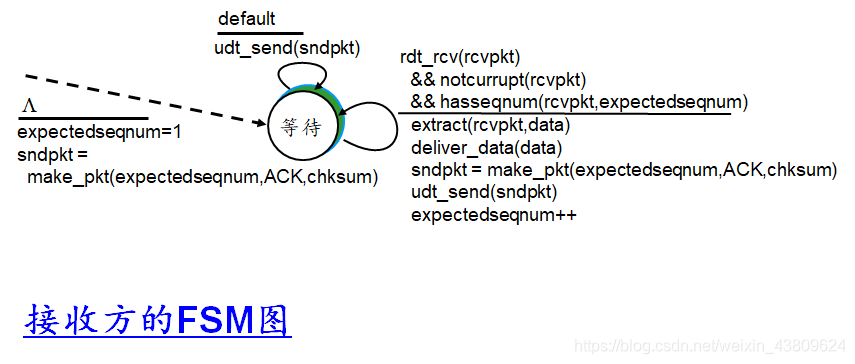 default
udt_send(sndpkt)
Λ
expectedseqnum=1
sndpkt =
make_pkt(expectedseqnum,ACK,chksum)
等待
rdt_rcv(rcvpkt)
&& notcurrupt(rcvpkt)
&& hasseqnum(rcvpkt,expectedseqnum)
extract(rcvpkt,data)
deliver_data(data)
sndpkt = make_pkt(expectedseqnum,ACK,chksum)
udt_send(sndpkt)
expectedseqnum++
接收方的FSM图
https://blog.csdn.net/weixin_43809624